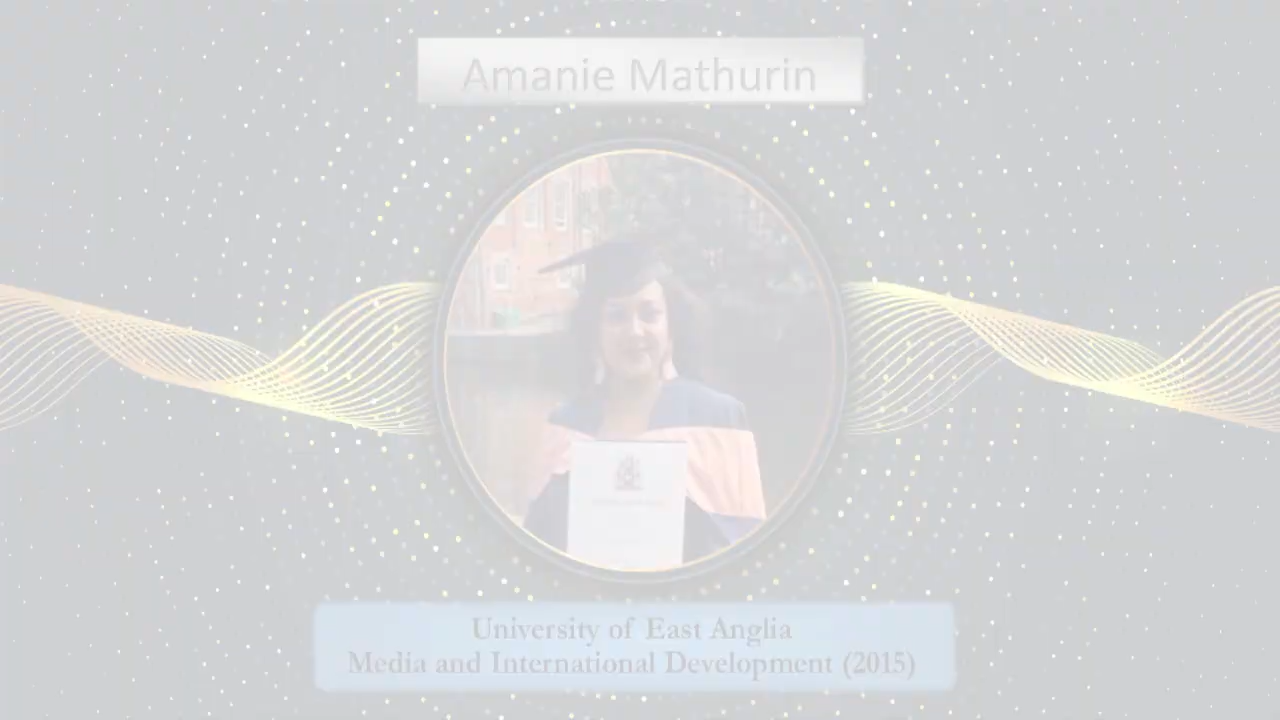 Amanie Mathurin
University of East Anglia
Media and International Development (2015)